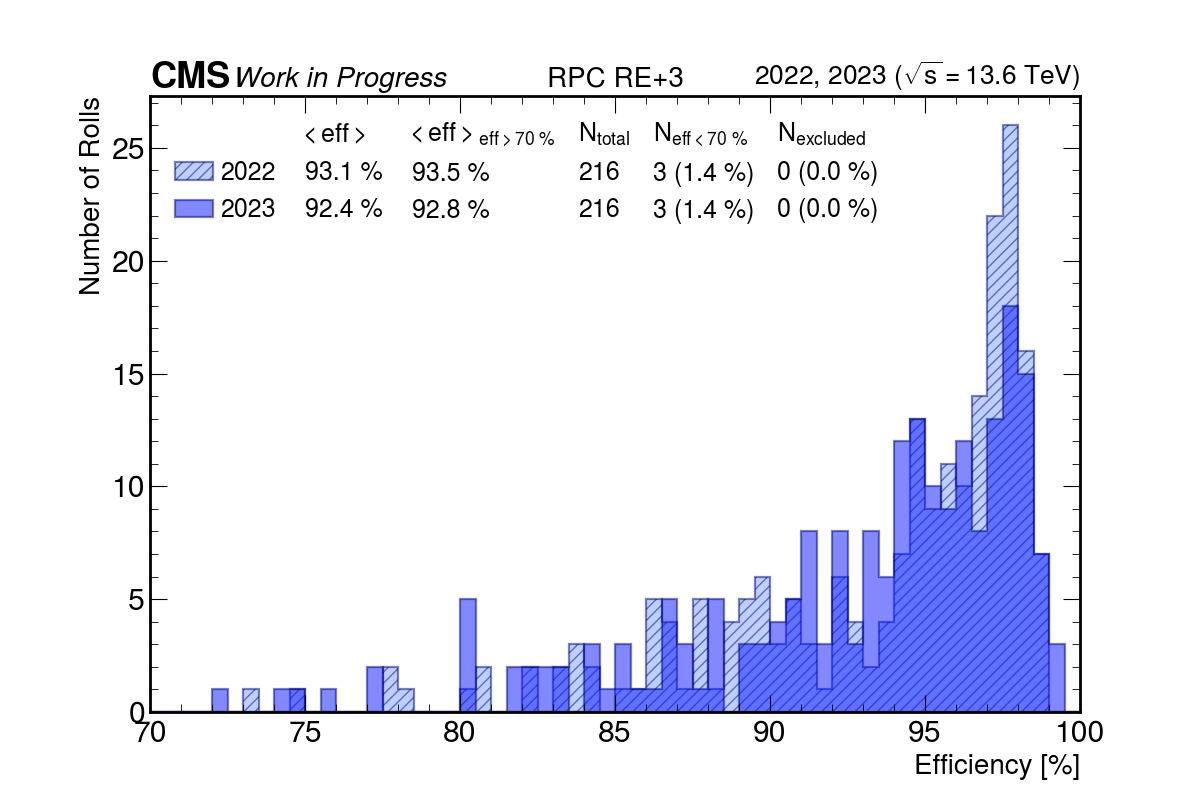 CMS Work in Progress RPC RE+3 2022, 2023 (√s = 13.6 TeV)
Number of Rolls
< eff > < eff > eff > 70 % Ntotal Neff < 70 % Nexcluded
2022 93.1 % 93.5 % 216 3 (1.4 %) 0 (0.0 %)
2023 92.4 % 92.8 % 216 3 (1.4 %) 0 (0.0 %)
25
20
15
10
5
0
70 75 80 85 90 95 100
Efficiency [%]